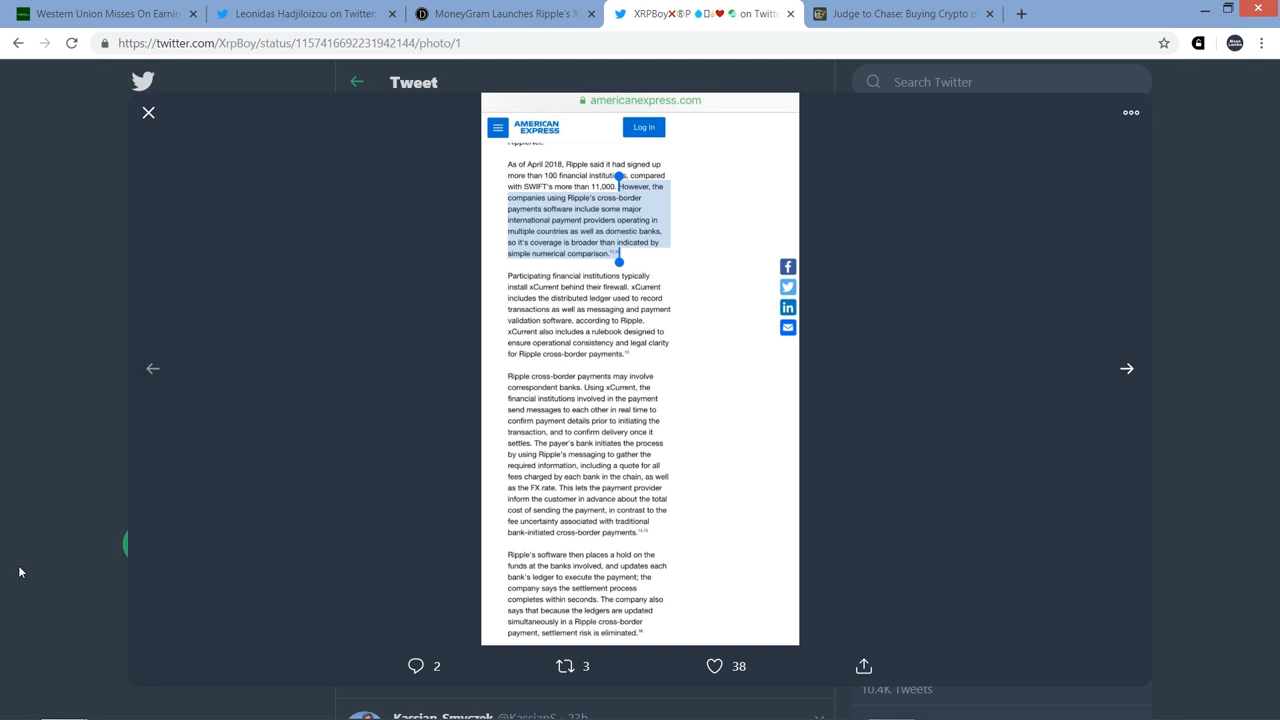 Western Union Misses On Earnin
Leonidas Hadjiloizou on Twitter:
MoneyGram Launches Ripple's X
XRPBoy❌®️P 💧 ❤️ on Twitt
Judge to Chase: Buying Crypto c
https://twitter.com/XrpBoy/status/1157416692231942144/photo/1
Tweet
Search Twitter
americanexpress.com
AMERICAN
EXPRESS
Log In
RippleNet.
As of April 2018, Ripple said it had signed up
more than 100 financial institutions, compared
with SWIFT's more than 11,000. However, the
companies using Ripple's cross-border
payments software include some major
international payment providers operating in
multiple countries as well as domestic banks,
so it's coverage is broader than indicated by
simple numerical comparison.
Participating financial institutions typically
install xCurrent behind their firewall. xCurrent
includes the distributed ledger used to record
transactions as well as messaging and payment
validation software, according to Ripple.
xCurrent also includes a rulebook designed to
ensure operational consistency and legal clarity
for Ripple cross-border payments.
Ripple cross-border payments may involve
correspondent banks. Using xCurrent, the
financial institutions involved in the payment
send messages to each other in real time to
confirm payment details prior to initiating the
transaction, and to confirm delivery once it
settles. The payer's bank initiates the process
by using Ripple's messaging to gather the
required information, including a quote for all
fees charged by each bank in the chain, as well
as the FX rate. This lets the payment provider
inform the customer in advance about the total
cost of sending the payment, in contrast to the
fee uncertainty associated with traditional
bank-initiated cross-border payments.
Ripple's software then places a hold on the
funds at the banks involved, and updates each
bank's ledger to execute the payment; the
company says the settlement process
completes within seconds. The company also
says that because the ledgers are updated
simultaneously in a Ripple cross-border
payment, settlement risk is eliminated.
2
3
38
10.4K Tweets
Kassian Smyczek @KassianS · 23h